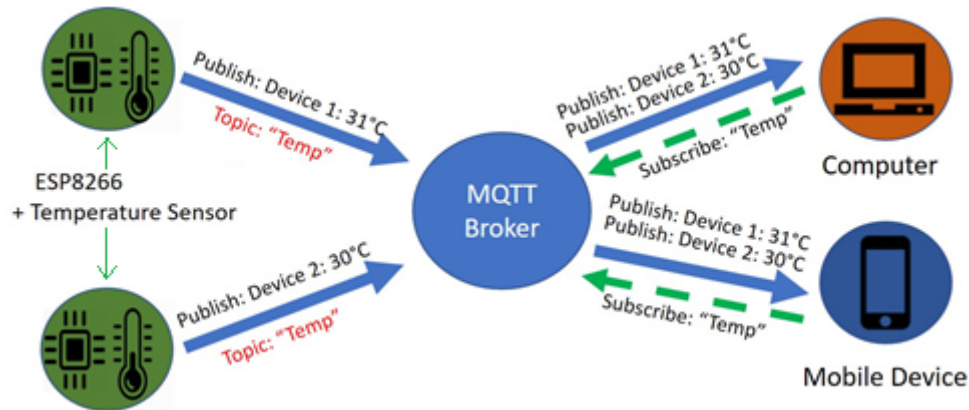 Publish: Device 1: 31°C
Topic: “Temp”
ESP8266
+ Temperature Sensor
Publish: Device 2: 30°C
Topic: “Temp”
MQTT
Broker
Publish: Device 1: 31°C
Publish: Device 2: 30°C
Subscribe: “Temp”
Computer
Publish: Device 1: 31°C
Publish: Device 2: 30°C
Subscribe: “Temp”
Mobile Device